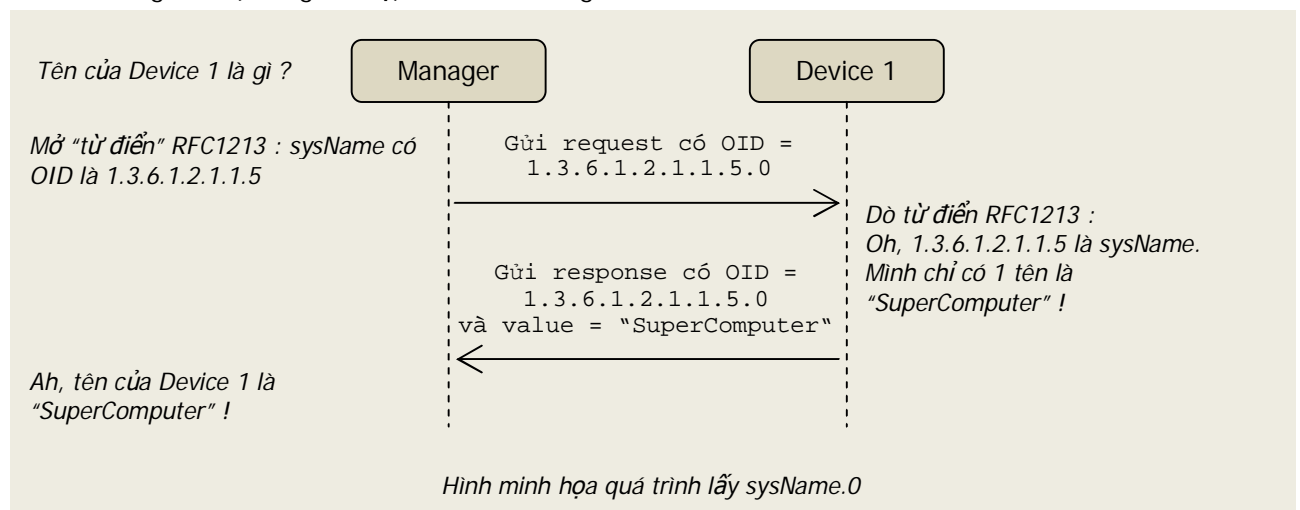 Tên của Device 1 là gì ?
Manager
Device 1
Mở “từ điển” RFC1213 : sysName có
OID là 1.3.6.1.2.1.1.5
Gửi request có OID =
1.3.6.1.2.1.1.5.0
Dò từ điển RFC1213 :
Oh, 1.3.6.1.2.1.1.5 là sysName.
Mình chỉ có 1 tên là
“SuperComputer” !
Gửi response có OID =
1.3.6.1.2.1.1.5.0
và value = “SuperComputer“
Ah, tên của Device 1 là
“SuperComputer” !
Hình minh họa quá trình lấy sysName.0